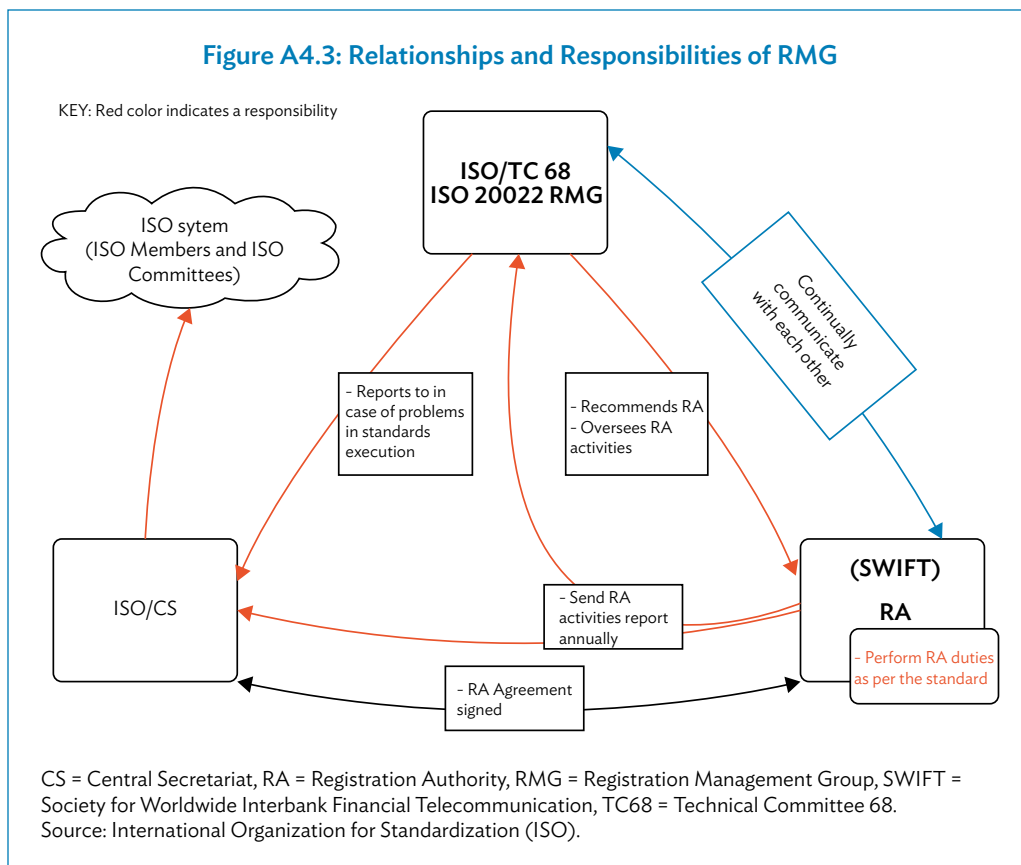 Figure A4.3: Relationships and Responsibilities of RMG
KEY: Red color indicates a responsibility
ISO/TC 68
ISO 20022 RMG
ISO sytem
(ISO Members and ISO
Committees)
Continually
communicate
with each other
– Reports to in
case of problems
in standards
execution
– Recommends RA
– Oversees RA
activities
ISO/CS
(SWIFT)
RA
– Send RA
activities report
annually
– Perform RA duties
as per the standard
– RA Agreement
signed
CS = Central Secretariat, RA = Registration Authority, RMG = Registration Management Group, SWIFT =
Society for Worldwide Interbank Financial Telecommunication, TC68 = Technical Committee 68.
Source: International Organization for Standardization (ISO).